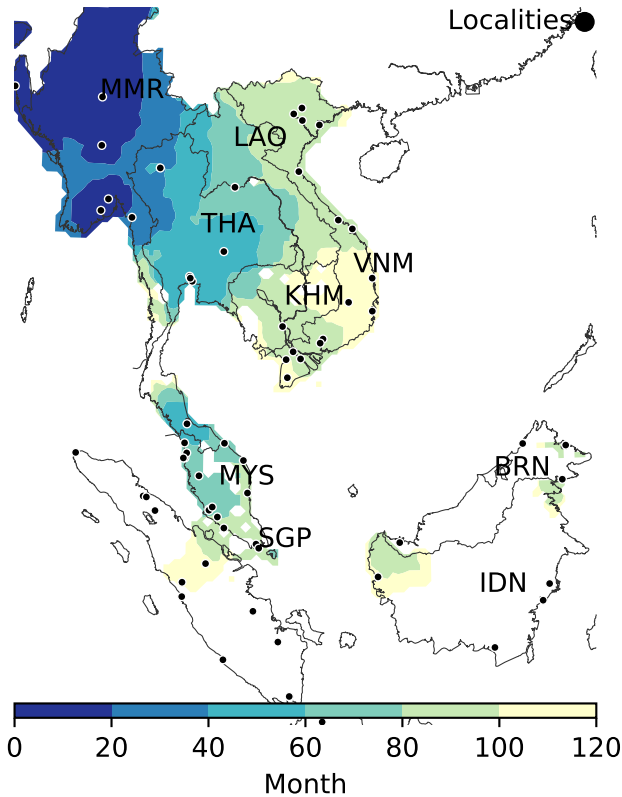 Localities
MMR
LAO
THA
VNM
KHM
BRN
MYS
SGP
IDN
0 20 40 60 80 100 120
Month